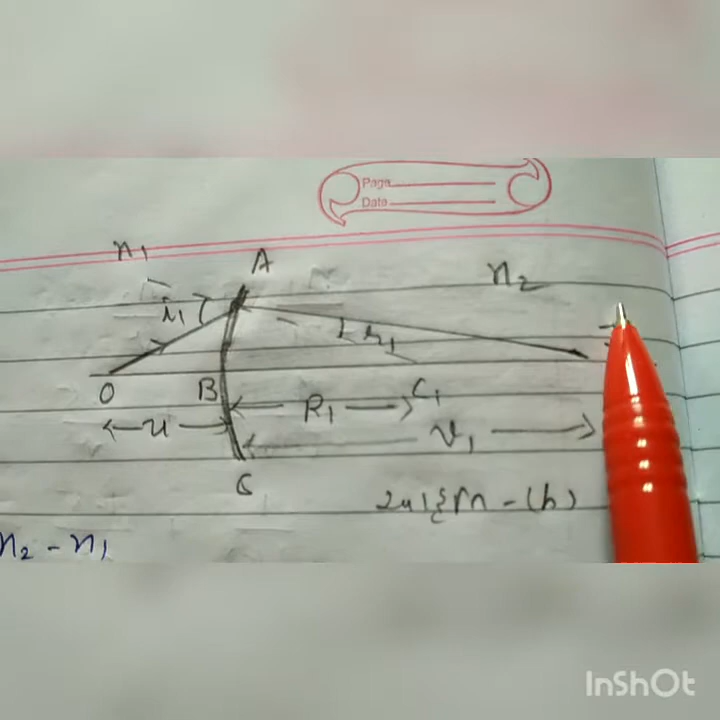 Page
Date
n₁ A n₂
i₁ r₁
O B C₁
u R₁ v₁
C
(b)
n₂ - n₁
InShOt